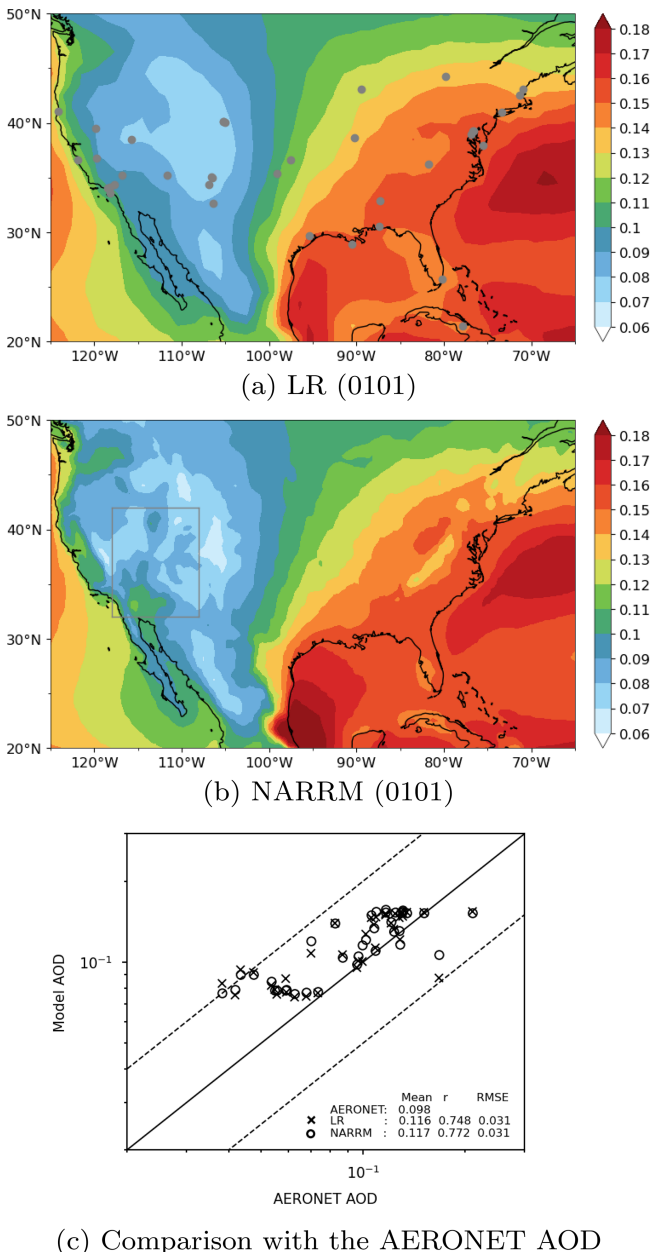 50°N
40°N
30°N
20°N
120°W 110°W 100°W 90°W 80°W 70°W
0.18
0.17
0.16
0.15
0.14
0.13
0.12
0.11
0.1
0.09
0.08
0.07
0.06
(a) LR (0101)
50°N
40°N
30°N
20°N
120°W 110°W 100°W 90°W 80°W 70°W
0.18
0.17
0.16
0.15
0.14
0.13
0.12
0.11
0.1
0.09
0.08
0.07
0.06
(b) NARRM (0101)
Model AOD
10⁻¹
Mean r RMSE
AERONET: 0.098
LR : 0.116 0.748 0.031
NARRM : 0.117 0.772 0.031
10⁻¹
AERONET AOD
(c) Comparison with the AERONET AOD